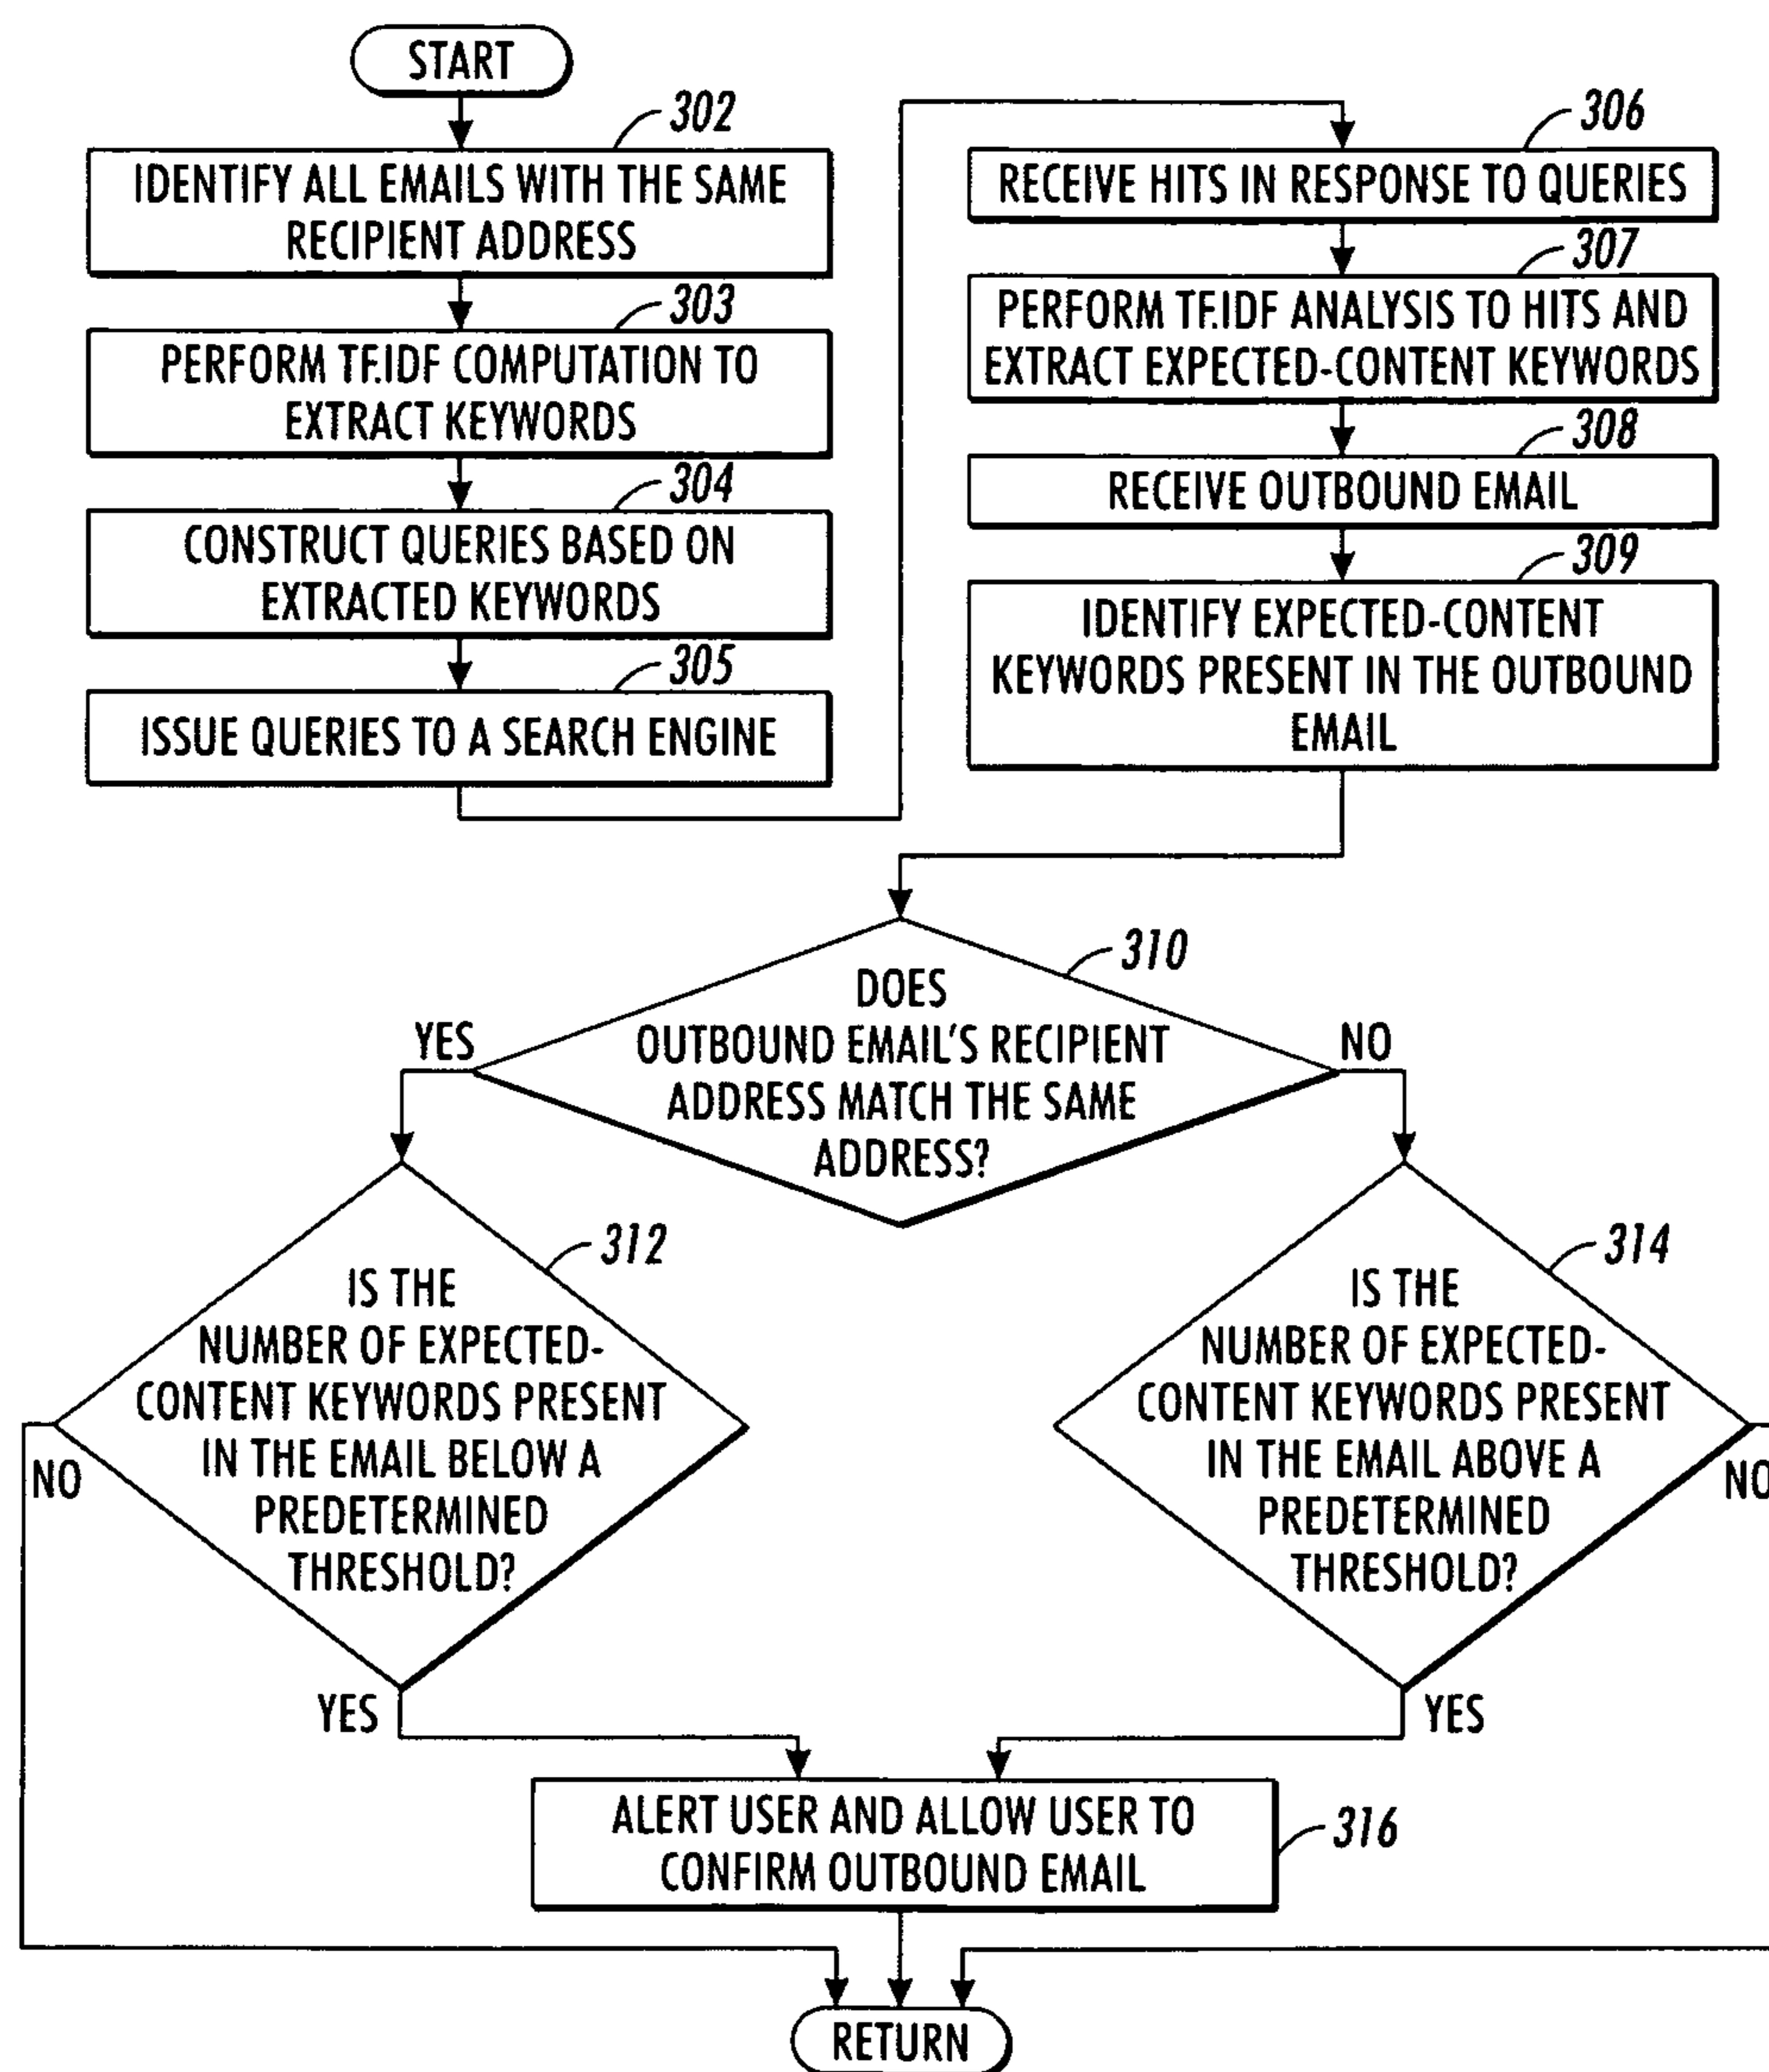 START
302
IDENTIFY ALL EMAILS WITH THE SAME
RECIPIENT ADDRESS
303
PERFORM TF.IDF COMPUTATION TO
EXTRACT KEYWORDS
304
CONSTRUCT QUERIES BASED ON
EXTRACTED KEYWORDS
305
ISSUE QUERIES TO A SEARCH ENGINE
306
RECEIVE HITS IN RESPONSE TO QUERIES
307
PERFORM TF.IDF ANALYSIS TO HITS AND
EXTRACT EXPECTED-CONTENT KEYWORDS
308
RECEIVE OUTBOUND EMAIL
309
IDENTIFY EXPECTED-CONTENT
KEYWORDS PRESENT IN THE OUTBOUND
EMAIL
310
DOES
OUTBOUND EMAIL'S RECIPIENT
ADDRESS MATCH THE SAME
ADDRESS?
YES
NO
312
IS THE
NUMBER OF EXPECTED-
CONTENT KEYWORDS PRESENT
IN THE EMAIL BELOW A
PREDETERMINED
THRESHOLD?
NO
YES
314
IS THE
NUMBER OF EXPECTED-
CONTENT KEYWORDS PRESENT
IN THE EMAIL ABOVE A
PREDETERMINED
THRESHOLD?
NO
YES
ALERT USER AND ALLOW USER TO
CONFIRM OUTBOUND EMAIL
316
RETURN